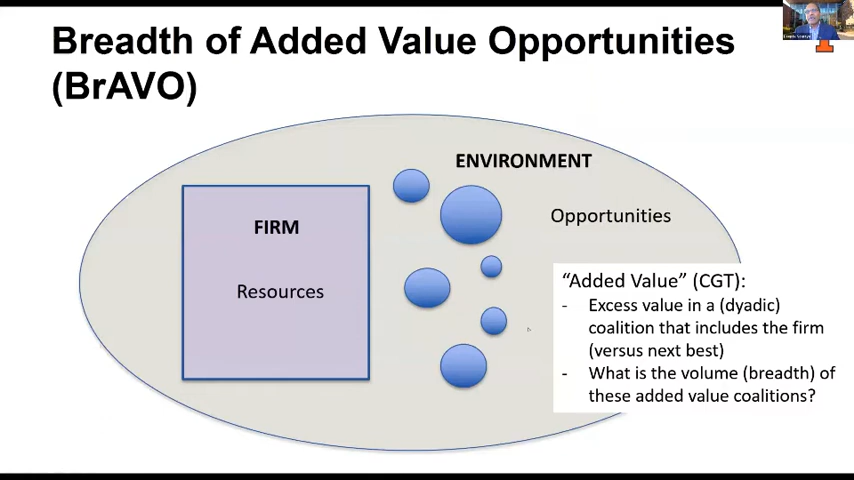 Breadth of Added Value Opportunities
(BrAVO)
ENVIRONMENT
Opportunities
FIRM
Resources
“Added Value” (CGT):
- Excess value in a (dyadic)
coalition that includes the firm
(versus next best)
- What is the volume (breadth) of
these added value coalitions?